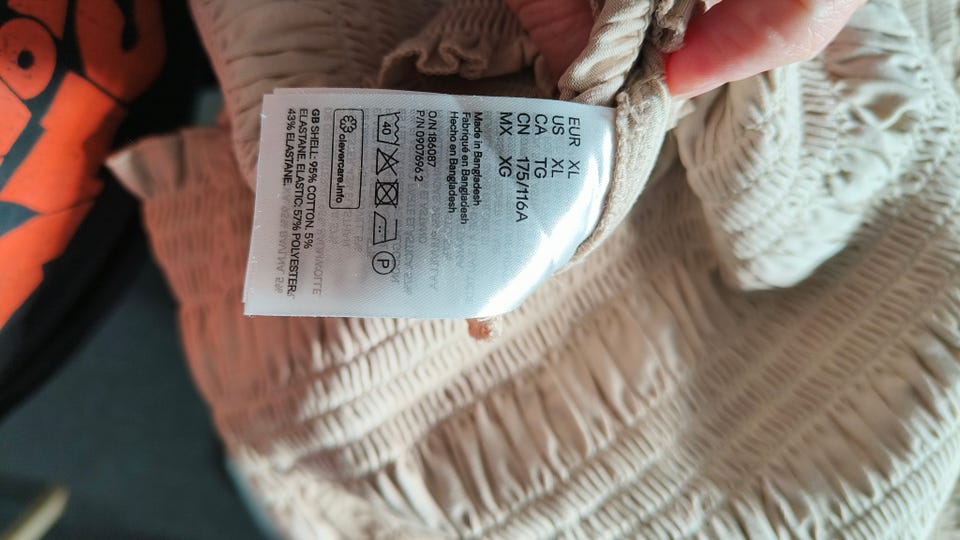 EUR XL
US XL
CA TG
CN 175/116A
MX XG
Made in Bangladesh
Fabriqué en Bangladesh
Hecho en Bangladesh
O/N 186087
P/N 0907696 2
40 P
clevercare.info
GB SHELL: 95% COTTON. 5%
ELASTANE. ELASTIC: 57% POLYESTER.
43% ELASTANE.